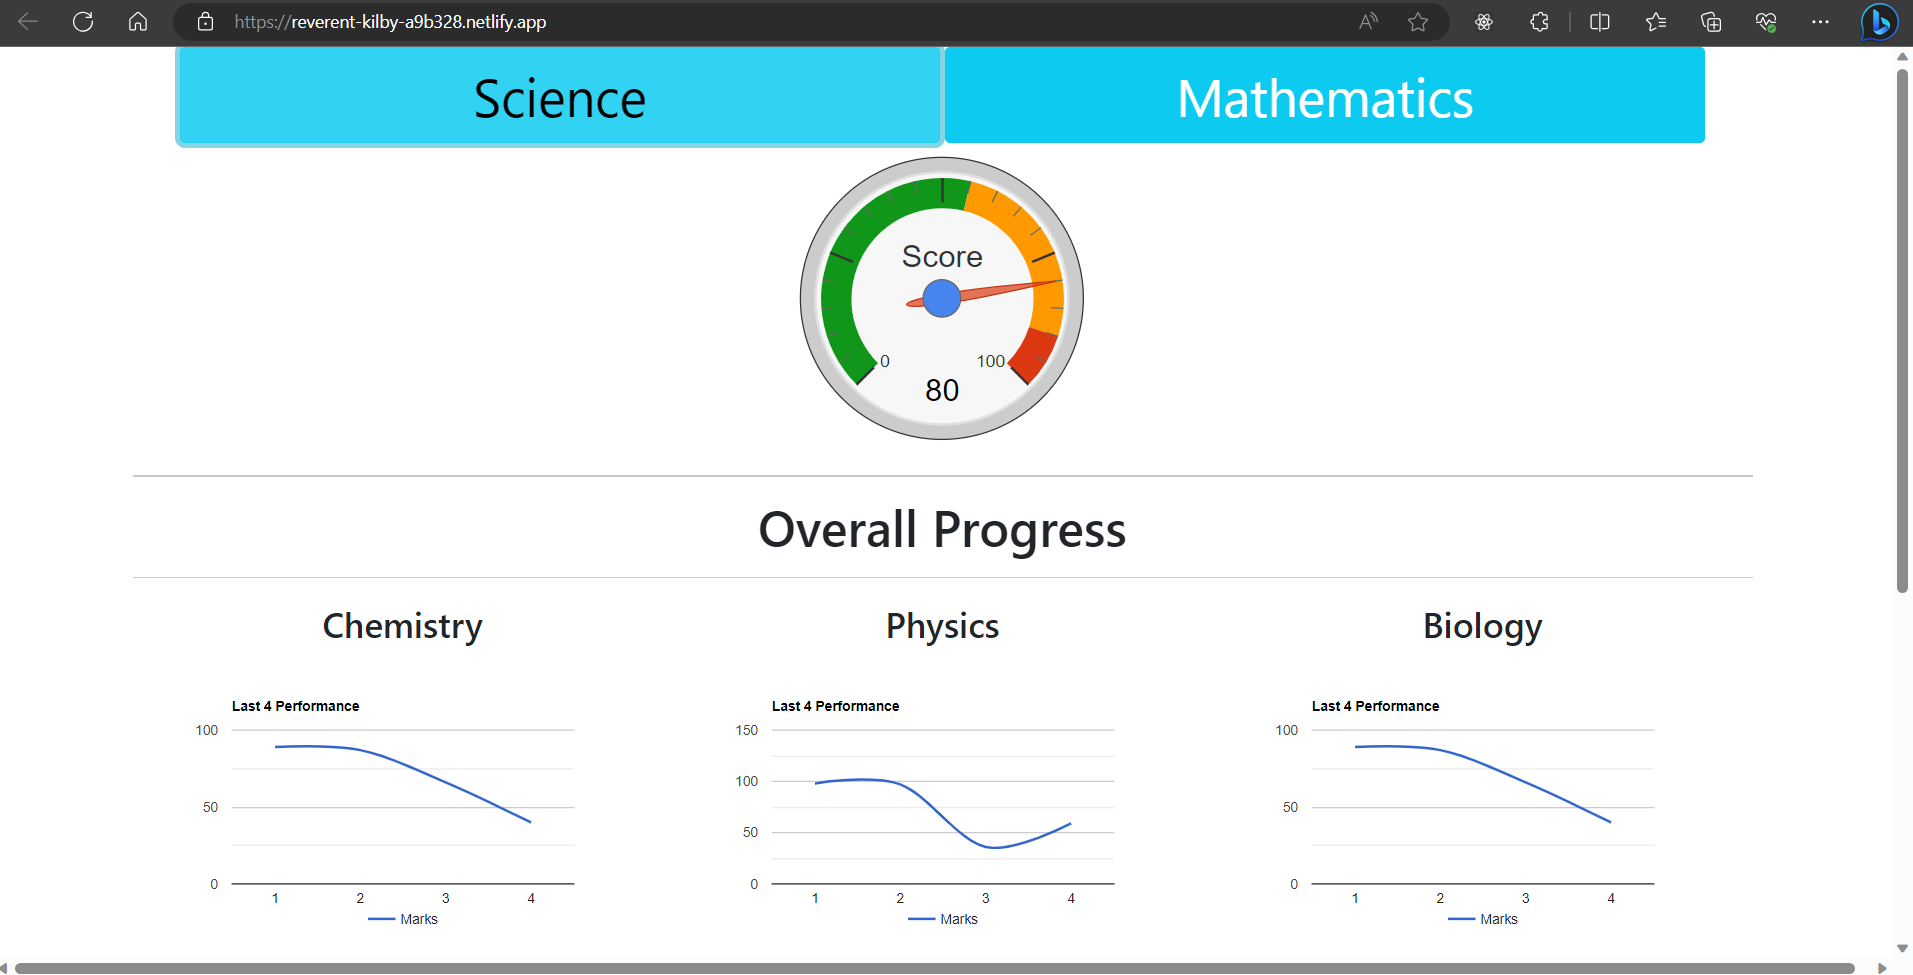 https://reverent-kilby-a9b328.netlify.app
Science
Mathematics
Score
0
100
80
Overall Progress
Chemistry
Physics
Biology
Last 4 Performance
100
50
0
1 2 3 4
Marks
Last 4 Performance
150
100
50
0
1 2 3 4
Marks
Last 4 Performance
100
50
0
1 2 3 4
Marks